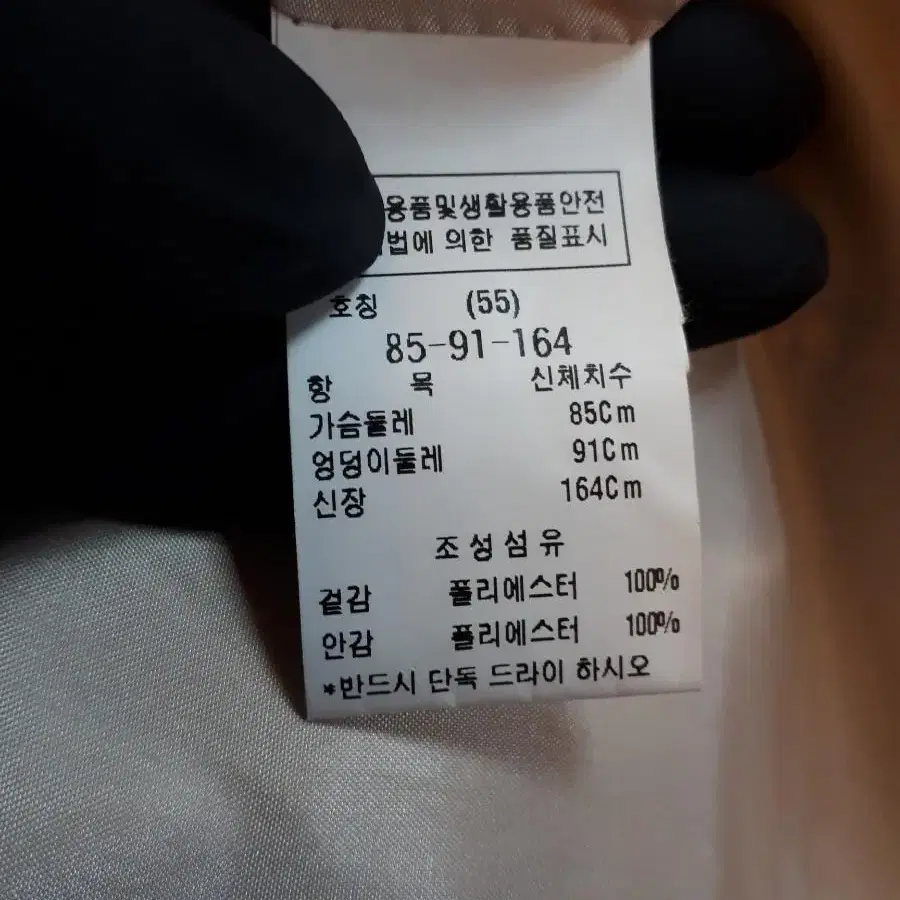 용품및생활용품안전
법에 의한 품질표시
호칭 (55)
85-91-164
항 목 신체치수
가슴둘레 85Cm
엉덩이둘레 91Cm
신장 164Cm
조성섬유
겉감 폴리에스터 100%
안감 폴리에스터 100%
*반드시 단독 드라이 하시오